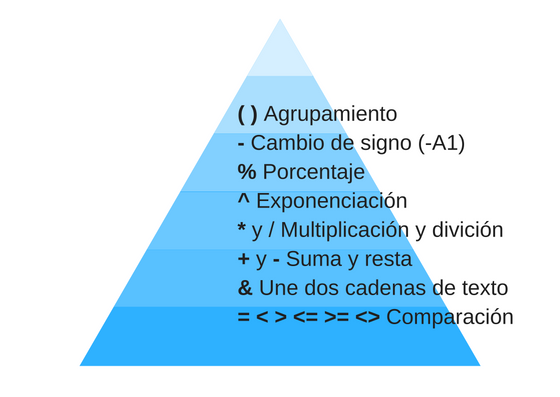 ( ) Agrupamiento
- Cambio de signo (-A1)
% Porcentaje
^ Exponenciación
* y / Multiplicación y divición
+ y - Suma y resta
& Une dos cadenas de texto
= < > <= >= <> Comparación